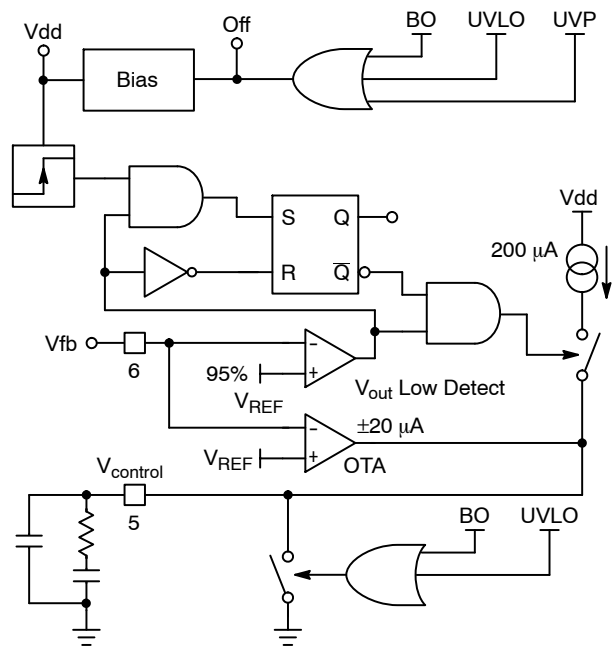 Vdd
Off
BO
UVLO
UVP
Bias
S
Q
R
Q̅
Vdd
200 μA
Vfb
6
95%
VREF
Vout Low Detect
±20 μA
VREF
OTA
Vcontrol
5
BO
UVLO